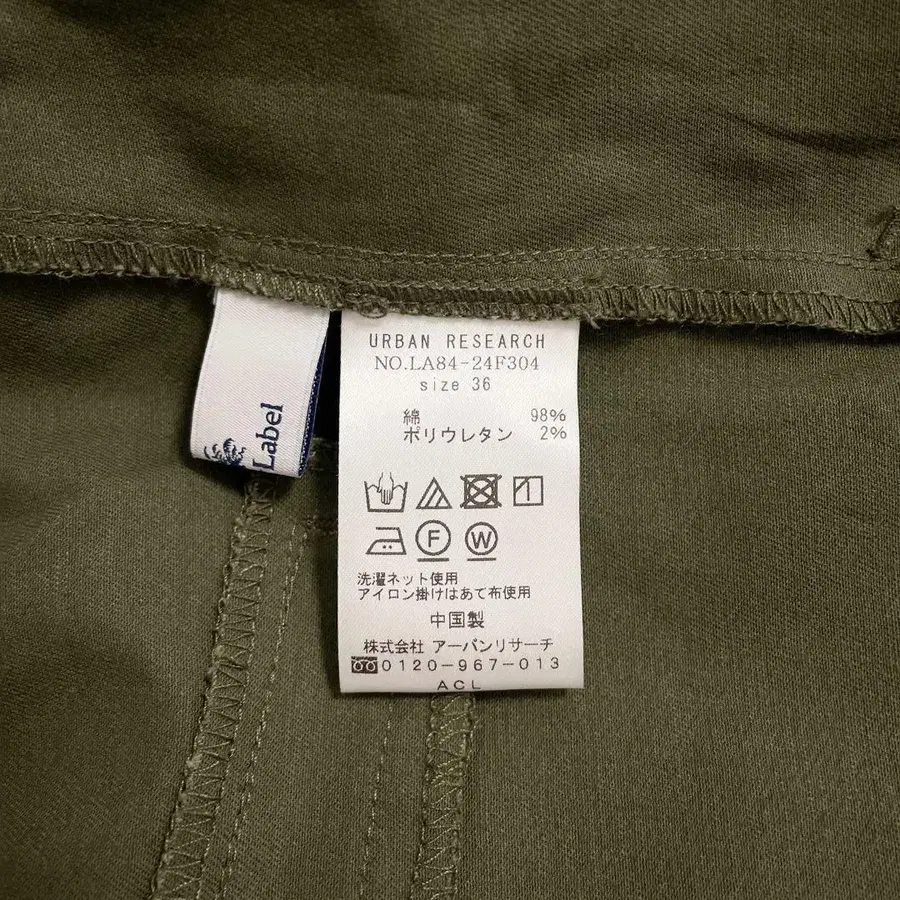 Label
URBAN RESEARCH
NO.LA84-24F304
size 36
綿 98%
ポリウレタン 2%
F W
洗濯ネット使用
アイロン掛けはあて布使用
中国製
株式会社 アーバンリサーチ
0120-967-013
ACL